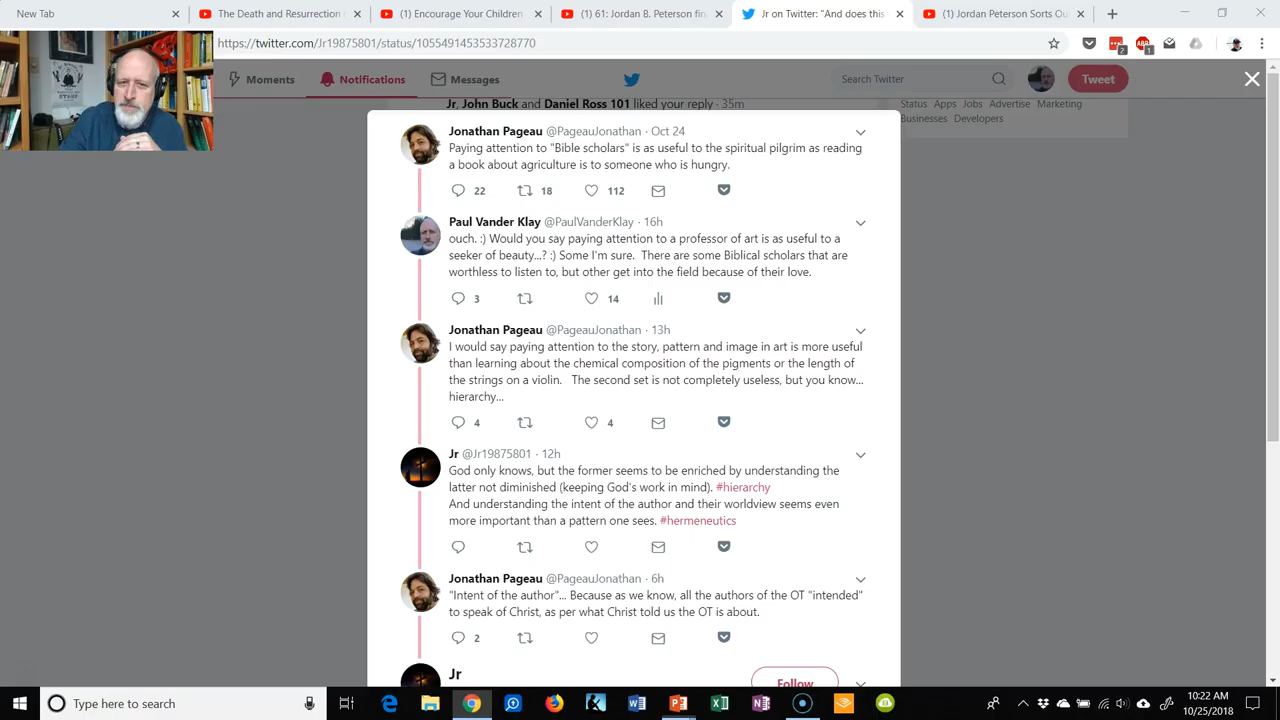 New Tab
The Death and Resurrection
(1) Encourage Your Children
(1) 61: Jordan B. Peterson fin
Jr on Twitter: "And does this
(1) Jordan Peterson Sorts Ou
https://twitter.com/Jr19875801/status/1055491453533728770
2
ABP
1
Moments
Notifications
Messages
Search Twitter
Tweet
Jr, John Buck and Daniel Ross 101 liked your reply · 35m
Status Apps Jobs Advertise Marketing
Businesses Developers
Jonathan Pageau @PageauJonathan · Oct 24
Paying attention to "Bible scholars" is as useful to the spiritual pilgrim as reading
a book about agriculture is to someone who is hungry.
22 18 112
Paul Vander Klay @PaulVanderKlay · 16h
ouch. :) Would you say paying attention to a professor of art is as useful to a
seeker of beauty...? :) Some I'm sure. There are some Biblical scholars that are
worthless to listen to, but other get into the field because of their love.
3 14
Jonathan Pageau @PageauJonathan · 13h
I would say paying attention to the story, pattern and image in art is more useful
than learning about the chemical composition of the pigments or the length of
the strings on a violin. The second set is not completely useless, but you know...
hierarchy...
4 4
Jr @Jr19875801 · 12h
God only knows, but the former seems to be enriched by understanding the
latter not diminished (keeping God's work in mind). #hierarchy
And understanding the intent of the author and their worldview seems even
more important than a pattern one sees. #hermeneutics
Jonathan Pageau @PageauJonathan · 6h
"Intent of the author"... Because as we know, all the authors of the OT "intended"
to speak of Christ, as per what Christ told us the OT is about.
2
Jr
Follow
Type here to search
10:22 AM
10/25/2018